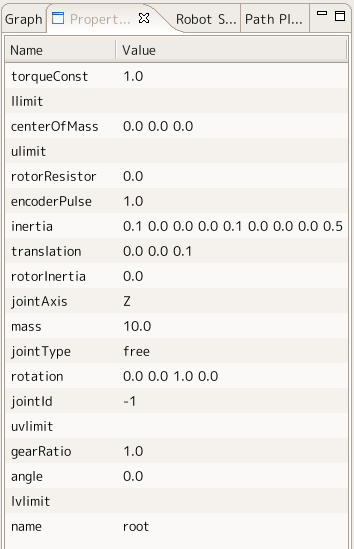 Graph Propert... Robot S... Path Pl...
Name Value
torqueConst 1.0
llimit
centerOfMass 0.0 0.0 0.0
ulimit
rotorResistor 0.0
encoderPulse 1.0
inertia 0.1 0.0 0.0 0.0 0.1 0.0 0.0 0.0 0.5
translation 0.0 0.0 0.1
rotorInertia 0.0
jointAxis Z
mass 10.0
jointType free
rotation 0.0 0.0 1.0 0.0
jointId -1
uvlimit
gearRatio 1.0
angle 0.0
lvlimit
name root